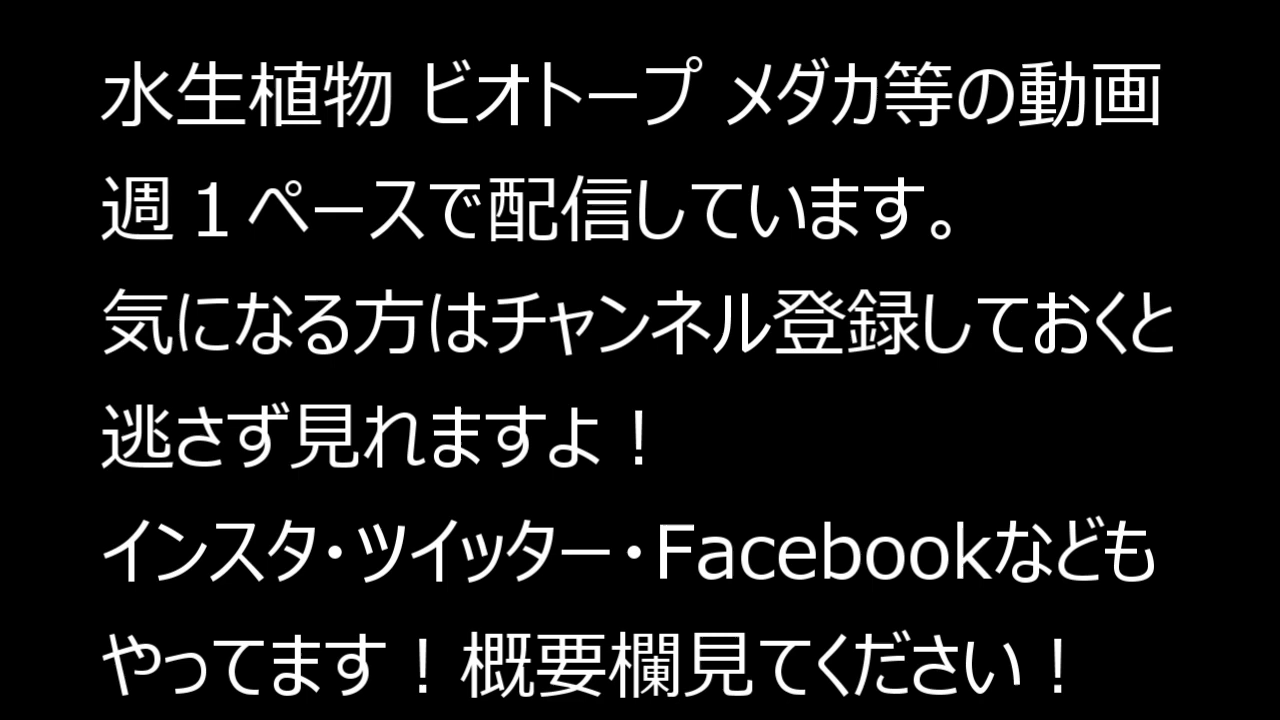 水生植物 ビオトープ メダカ等の動画
週１ペースで配信しています。
気になる方はチャンネル登録しておくと
逃さず見れますよ！
インスタ・ツイッター・Facebookなども
やってます！概要欄見てください！